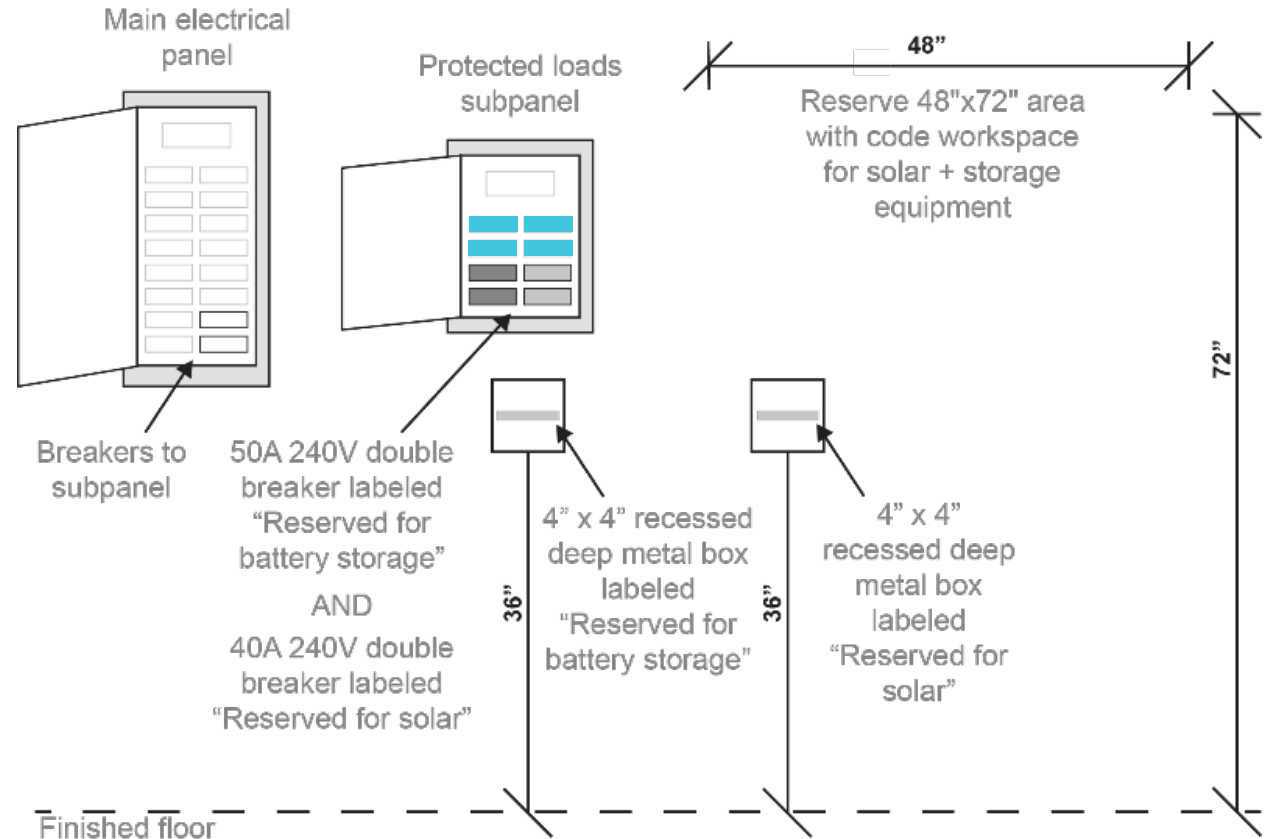 Main electrical
panel
Protected loads
subpanel
48”
Reserve 48"x72" area
with code workspace
for solar + storage
equipment
72”
Breakers to
subpanel
50A 240V double
breaker labeled
“Reserved for
battery storage”
AND
40A 240V double
breaker labeled
“Reserved for solar”
36”
4” x 4” recessed
deep metal box
labeled
“Reserved for
battery storage”
36”
4” x 4”
recessed deep
metal box
labeled
“Reserved for
solar”
Finished floor